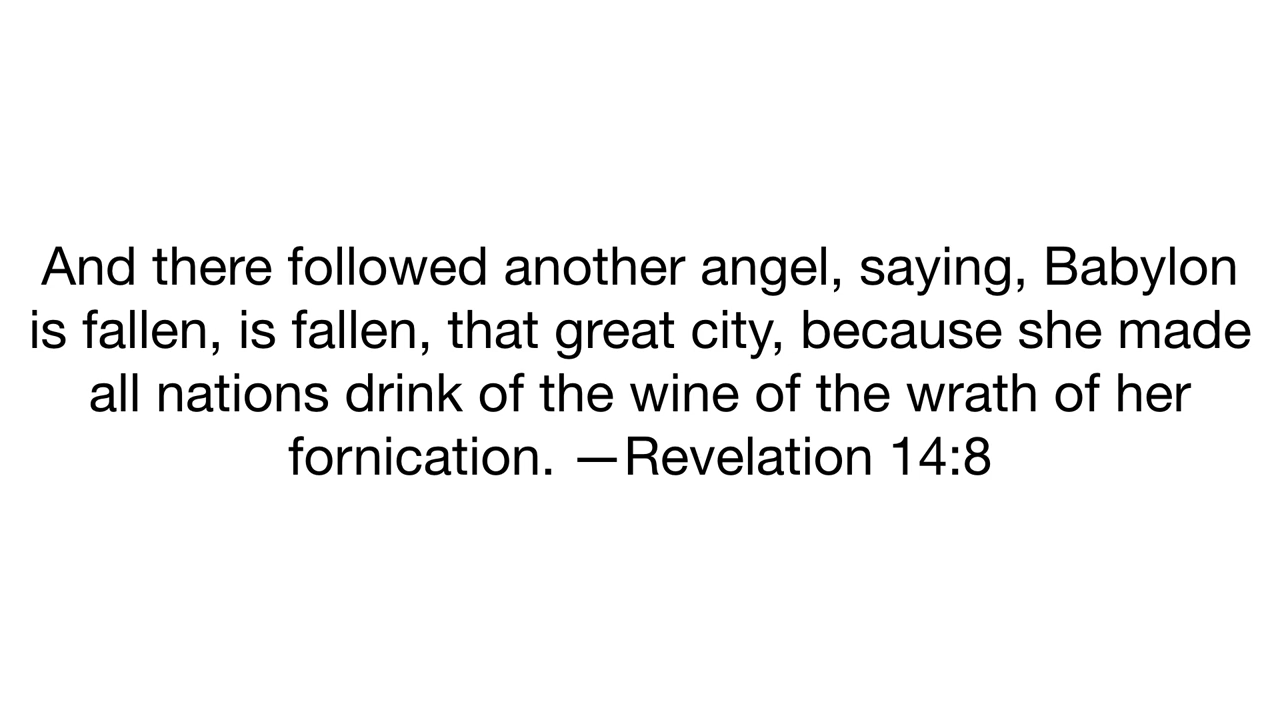 And there followed another angel, saying, Babylon
is fallen, is fallen, that great city, because she made
all nations drink of the wine of the wrath of her
fornication. —Revelation 14:8